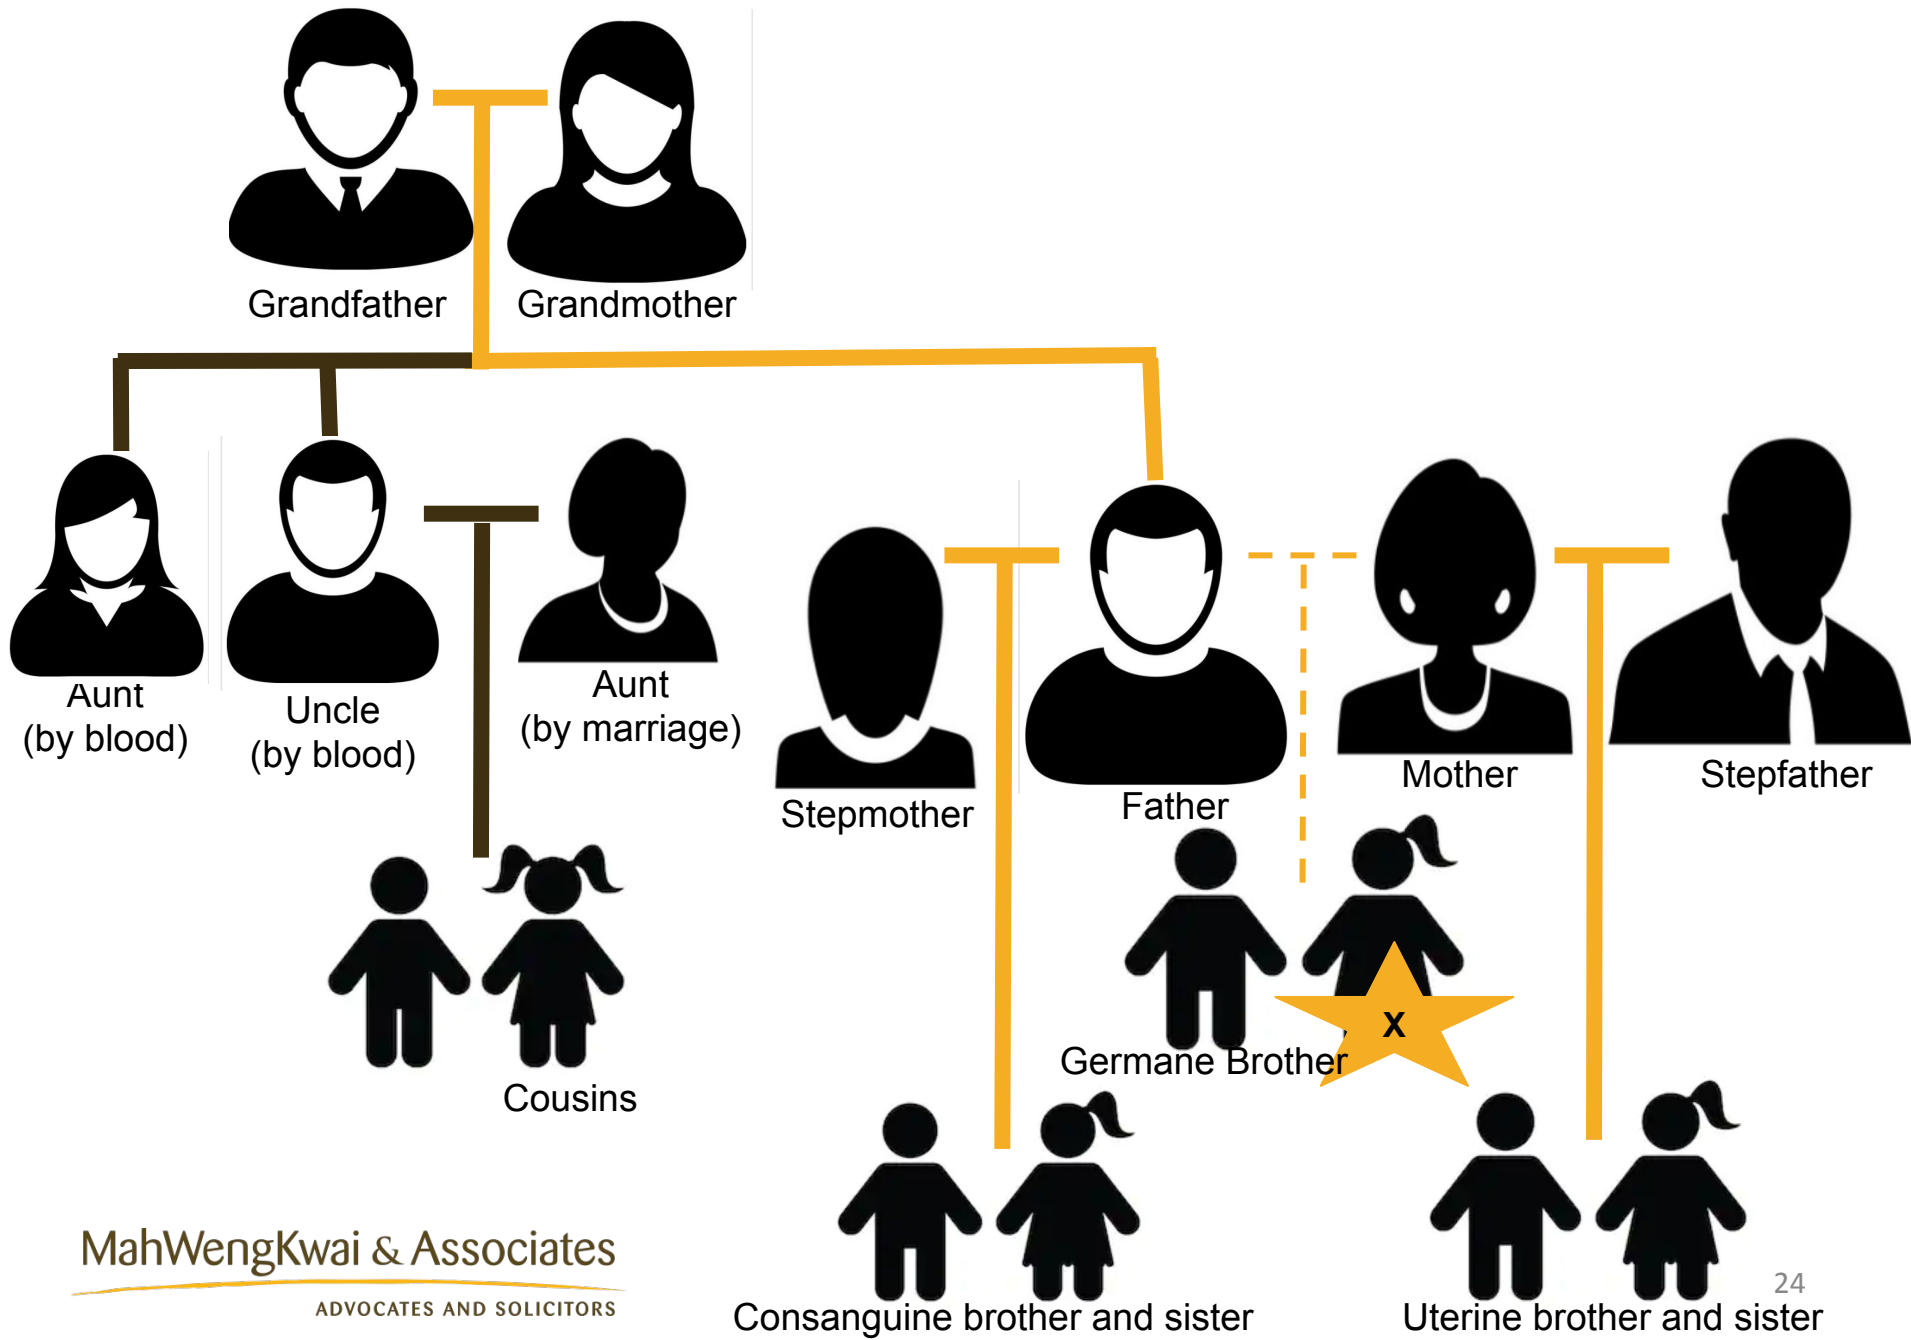 Grandfather
Grandmother
Aunt
(by blood)
Uncle
(by blood)
Aunt
(by marriage)
Stepmother
Father
Mother
Stepfather
Cousins
Germane Brother
X
Consanguine brother and sister
Uterine brother and sister
MahWengKwai & Associates
ADVOCATES AND SOLICITORS
24